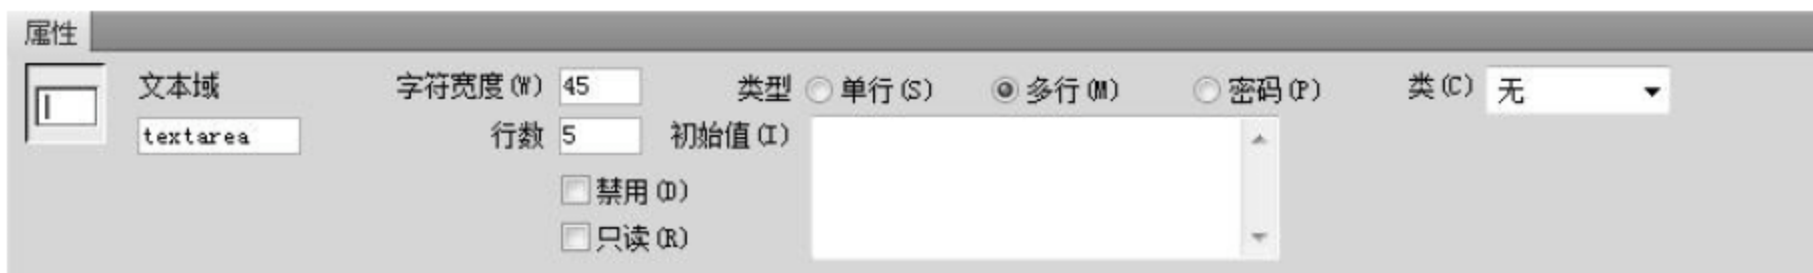 属性
文本域 字符宽度(W) 45 类型 单行(S) 多行(M) 密码(P) 类(C) 无
textarea 行数 5 初始值(I)
禁用(D)
只读(R)